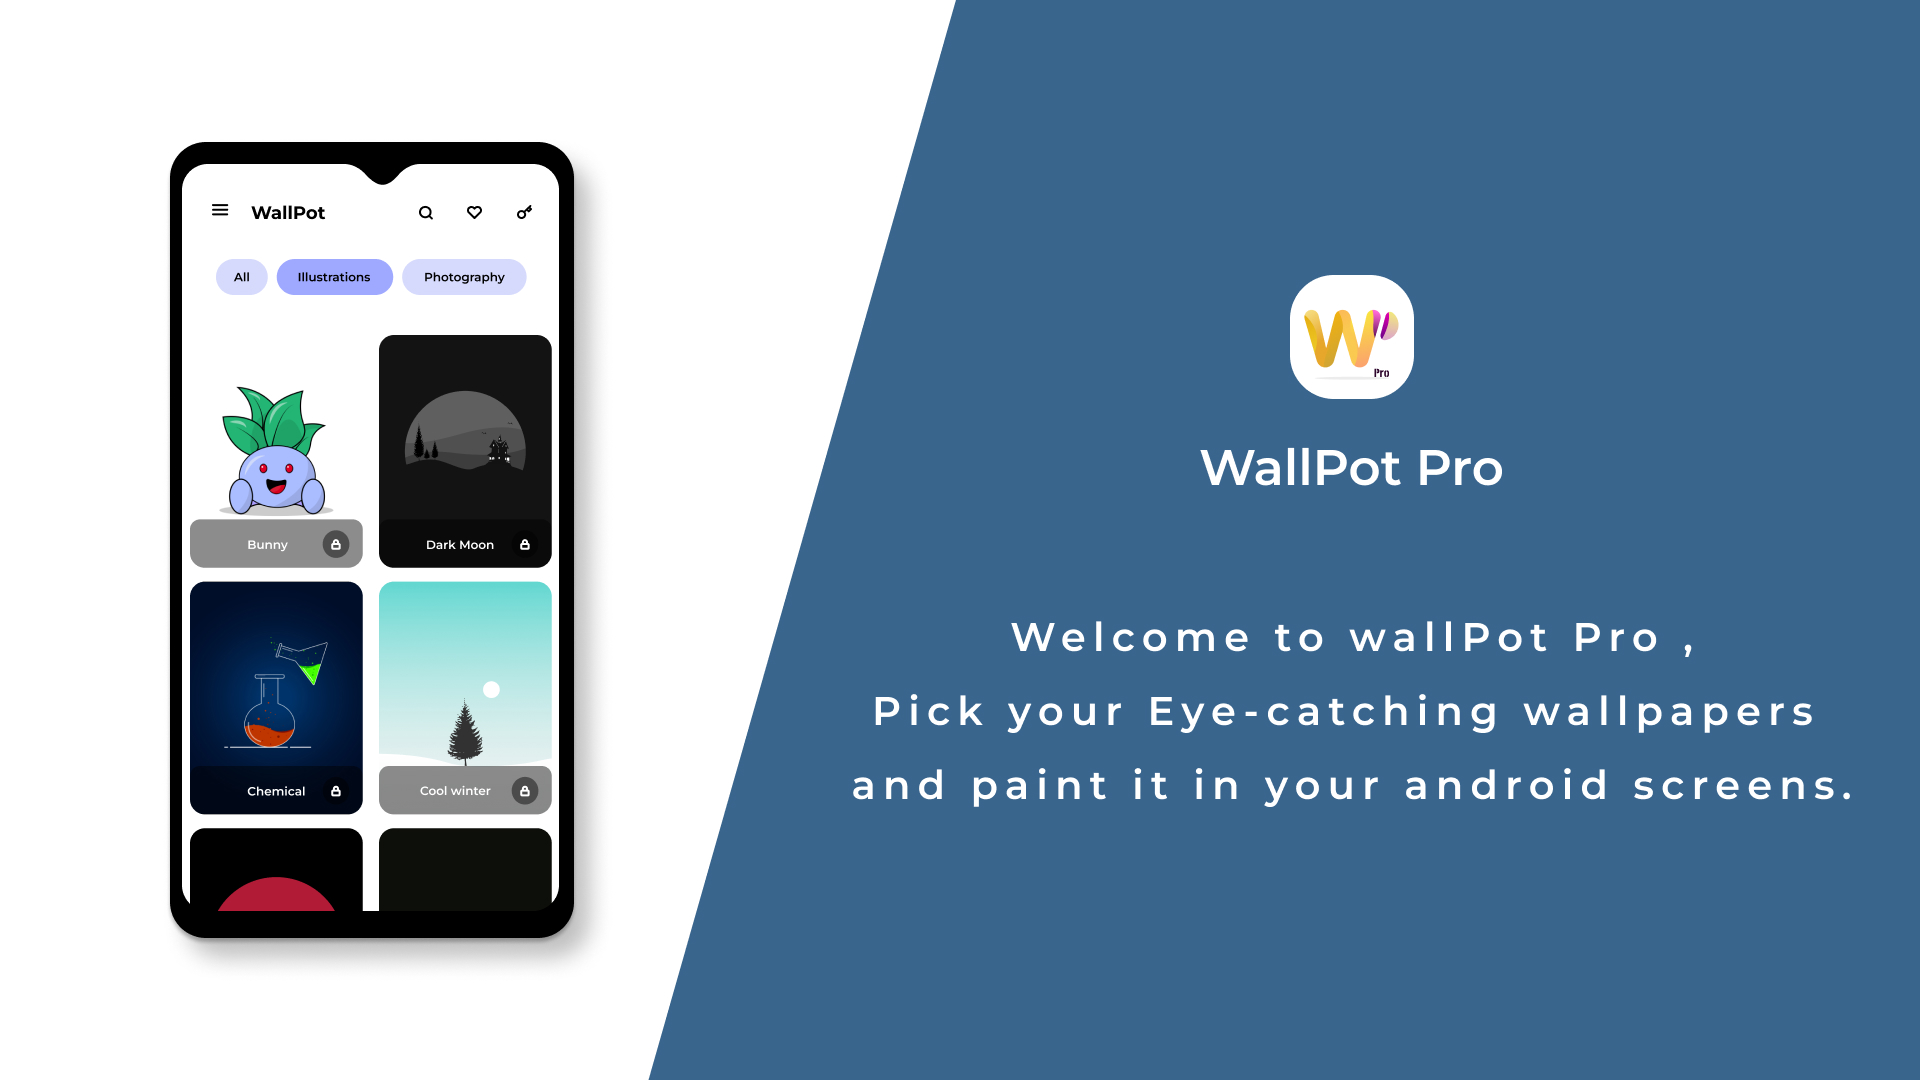 WallPot
All
Illustrations
Photography
Bunny
Dark Moon
Chemical
Cool winter
Pro
WallPot Pro
Welcome to wallPot Pro ,
Pick your Eye-catching wallpapers
and paint it in your android screens.